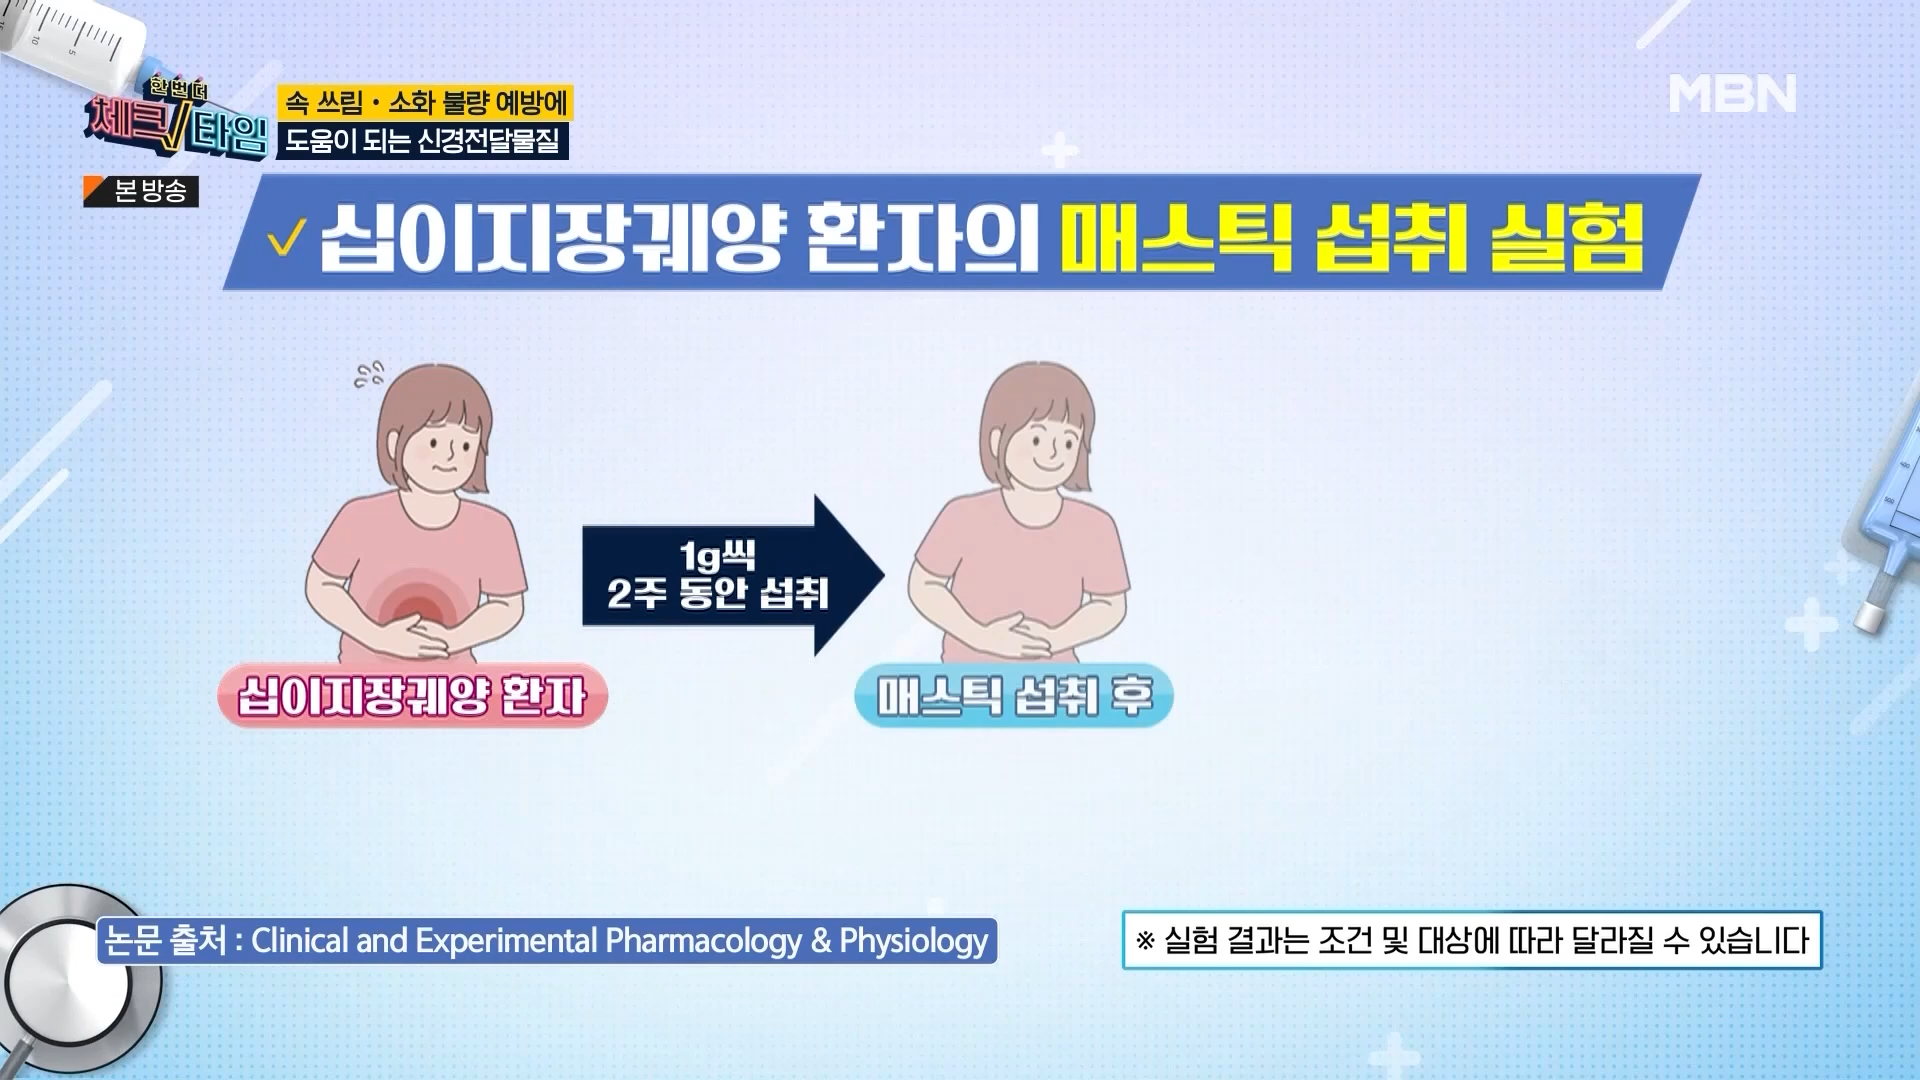 한 번 더
체크타임
속 쓰림・소화 불량 예방에
도움이 되는 신경전달물질
MBN
본 방송
십이지장궤양 환자의 매스틱 섭취 실험
1g씩
2주 동안 섭취
십이지장궤양 환자
매스틱 섭취 후
논문 출처 : Clinical and Experimental Pharmacology & Physiology
※ 실험 결과는 조건 및 대상에 따라 달라질 수 있습니다